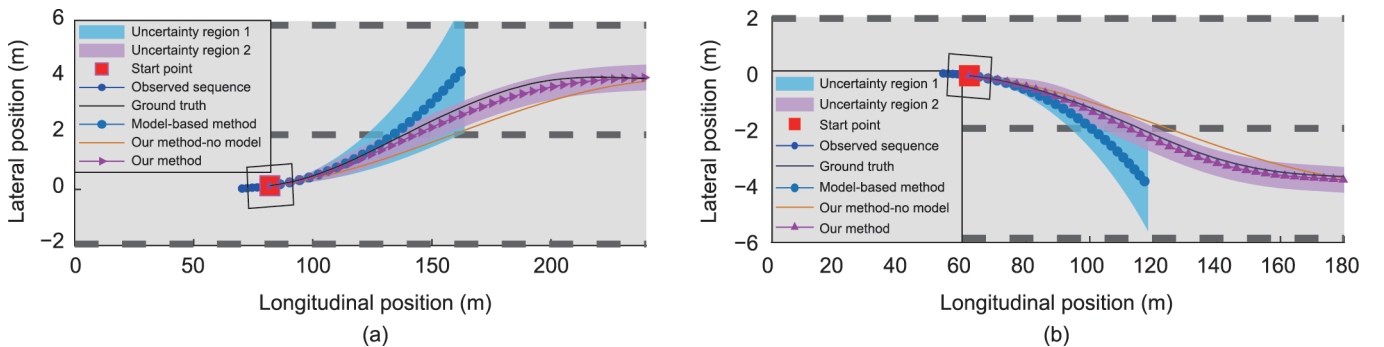 Lateral position (m)
6
4
2
0
−2
Uncertainty region 1
Uncertainty region 2
Start point
Observed sequence
Ground truth
Model-based method
Our method-no model
Our method
0
50
100
150
200
Longitudinal position (m)
(a)
Lateral position (m)
2
0
−2
−4
−6
Uncertainty region 1
Uncertainty region 2
Start point
Observed sequence
Ground truth
Model-based method
Our method-no model
Our method
0
20
40
60
80
100
120
140
160
180
Longitudinal position (m)
(b)